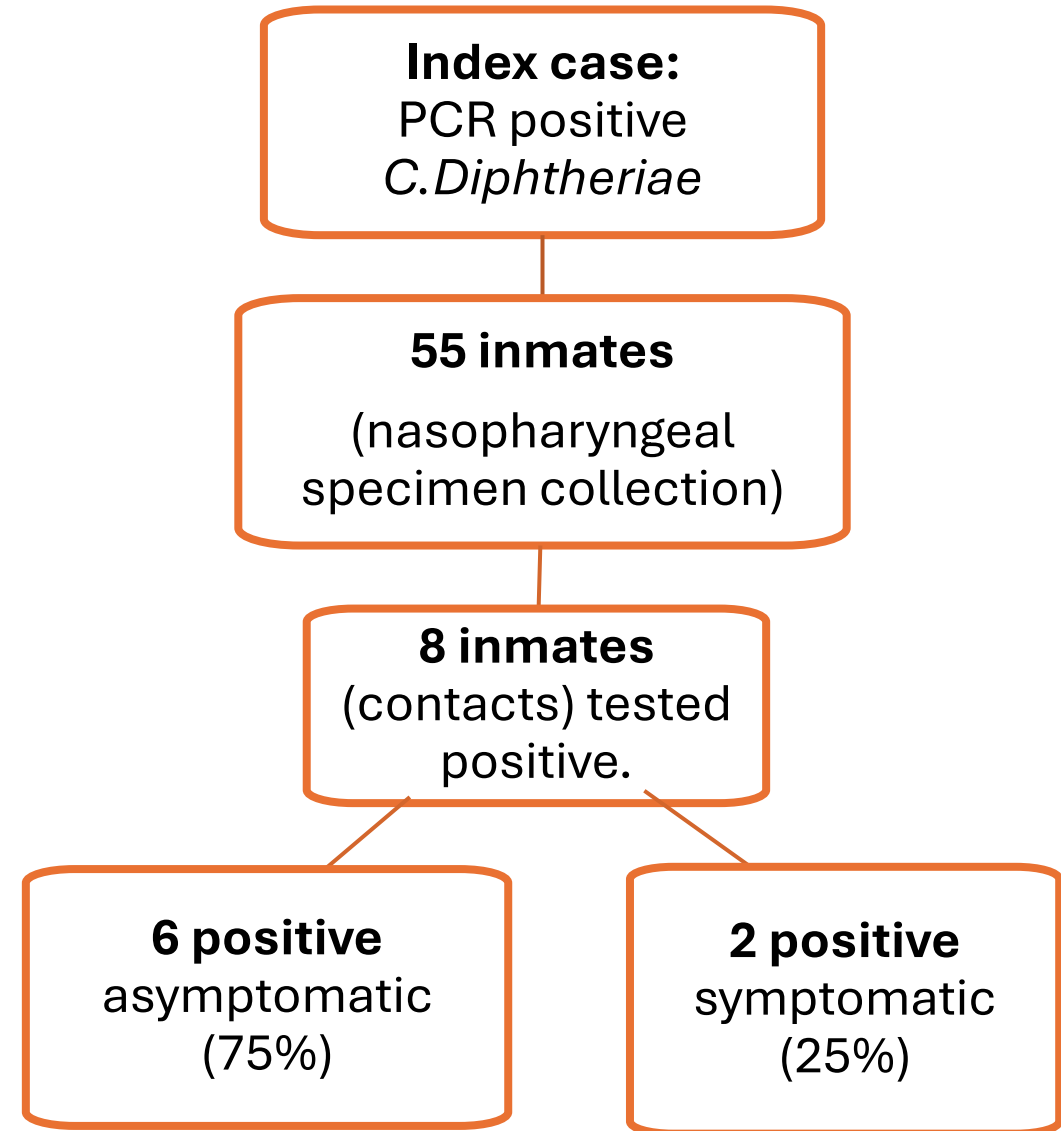 Index case:
PCR positive
C.Diphtheriae
55 inmates
(nasopharyngeal
specimen collection)
8 inmates
(contacts) tested
positive.
6 positive
asymptomatic
(75%)
2 positive
symptomatic
(25%)